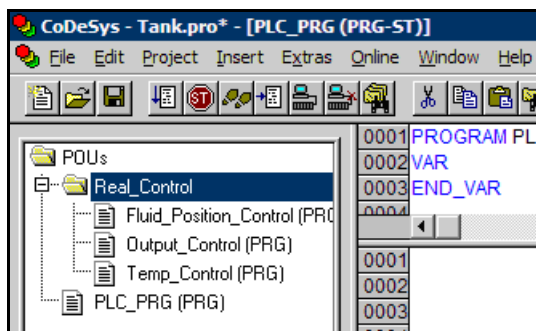 CoDeSys - Tank.pro* - [PLC_PRG (PRG-ST)]
File Edit Project Insert Extras Online Window Help
POUs
Real_Control
Fluid_Position_Control (PRG
Output_Control (PRG)
Temp_Control (PRG)
PLC_PRG (PRG)
0001 PROGRAM PL
0002 VAR
0003 END_VAR
0004
0001
0002
0003